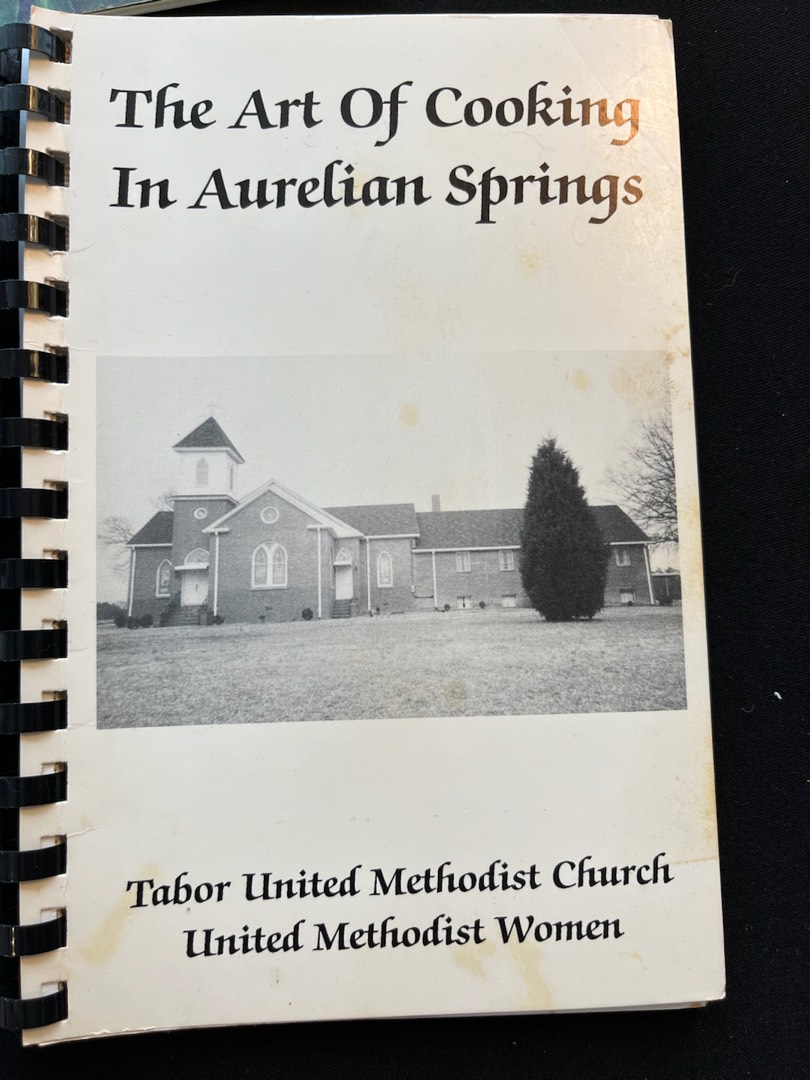 The Art Of Cooking
In Aurelian Springs
Tabor United Methodist Church
United Methodist Women